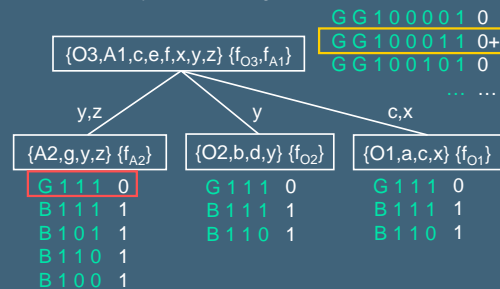 G G 1 0 0 0 0 1 0
G G 1 0 0 0 1 1 0+
G G 1 0 0 1 0 1 0
... ...
{O3,A1,c,e,f,x,y,z} {fO3,fA1}
y,z y c,x
{A2,g,y,z} {fA2} {O2,b,d,y} {fO2} {O1,a,c,x} {fO1}
G 1 1 1 0 G 1 1 1 0 G 1 1 1 0
B 1 1 1 1 B 1 1 1 1 B 1 1 1 1
B 1 0 1 1 B 1 1 0 1 B 1 1 0 1
B 1 1 0 1
B 1 0 0 1